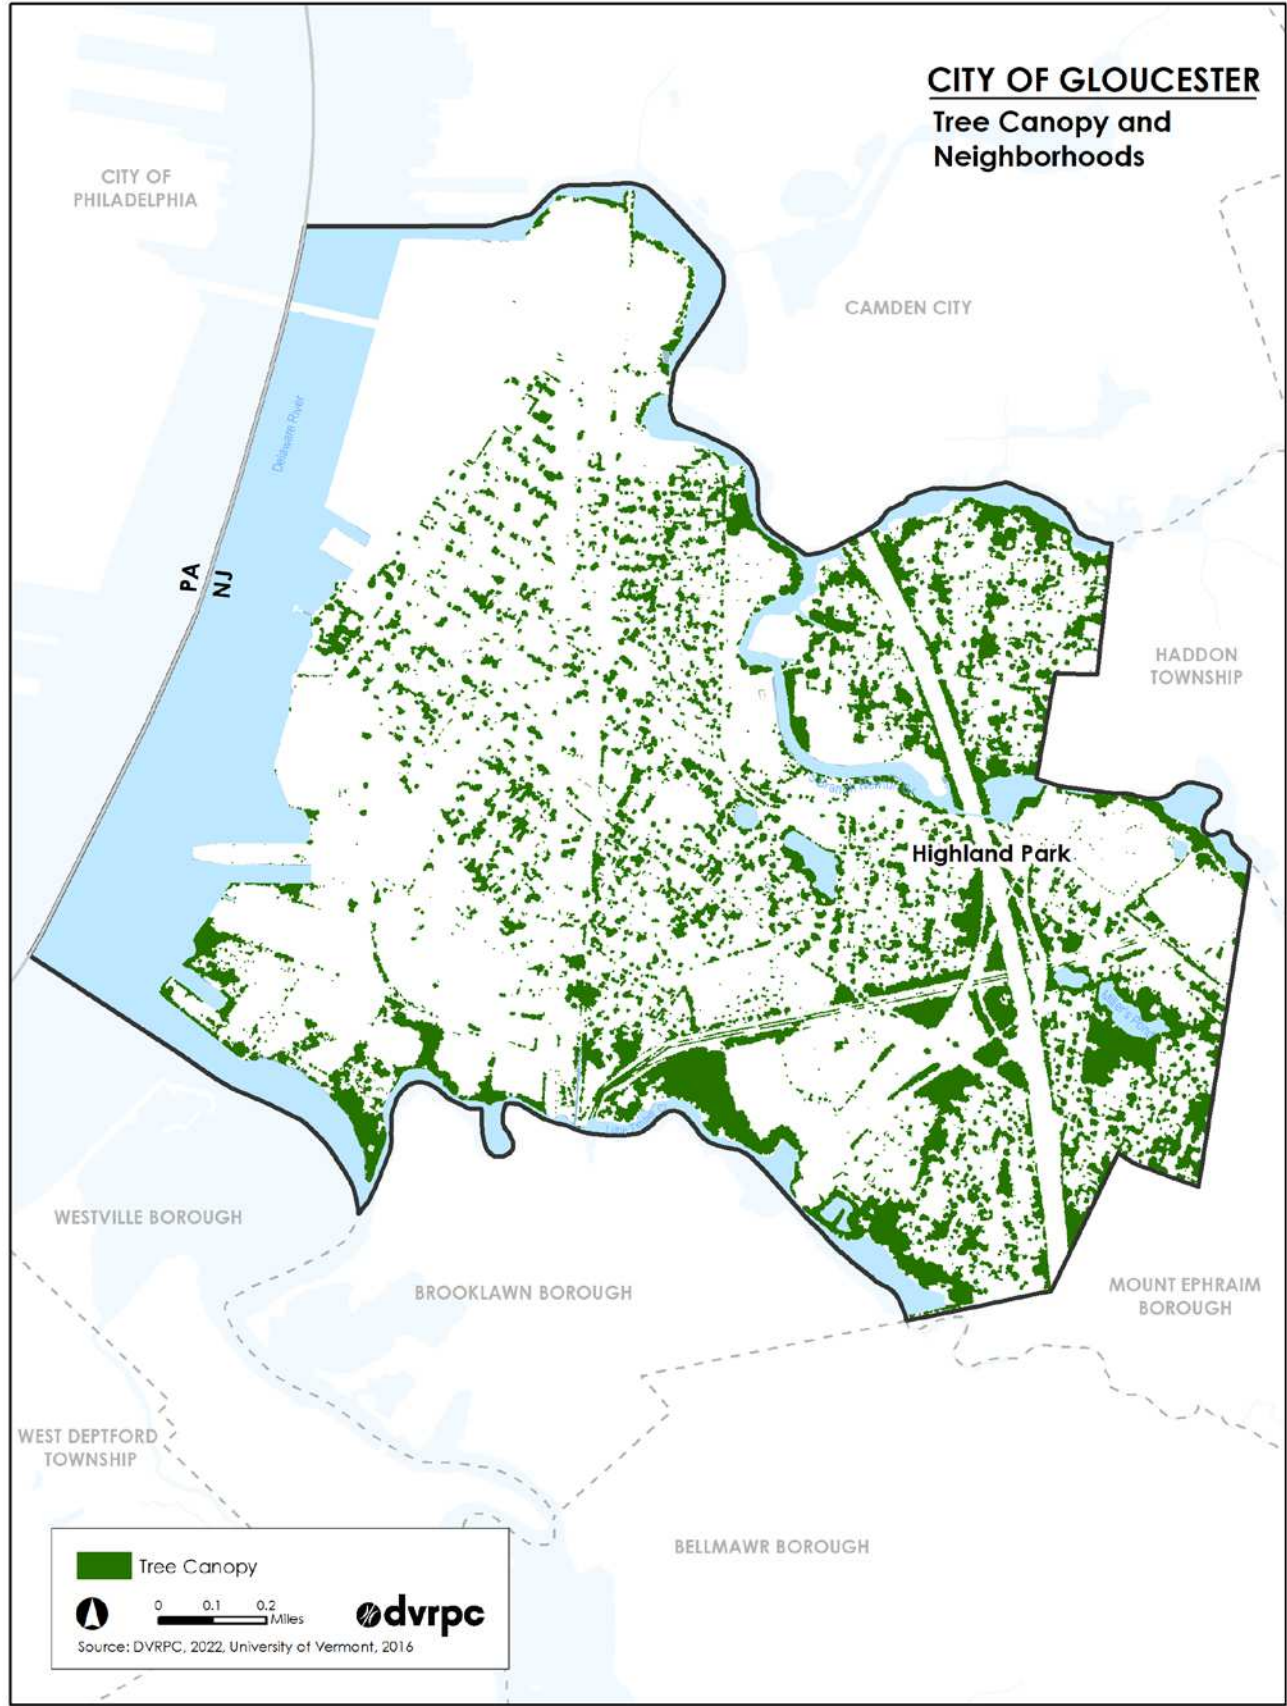 CITY OF GLOUCESTER
Tree Canopy and
Neighborhoods
CITY OF
PHILADELPHIA
CAMDEN CITY
Delaware River
PA
NJ
HADDON
TOWNSHIP
Highland Park
WESTVILLE BOROUGH
BROOKLAWN BOROUGH
MOUNT EPHRAIM
BOROUGH
WEST DEPTFORD
TOWNSHIP
BELLMAWR BOROUGH
Tree Canopy
0 0.1 0.2
Miles
dvrpc
Source: DVRPC, 2022, University of Vermont, 2016